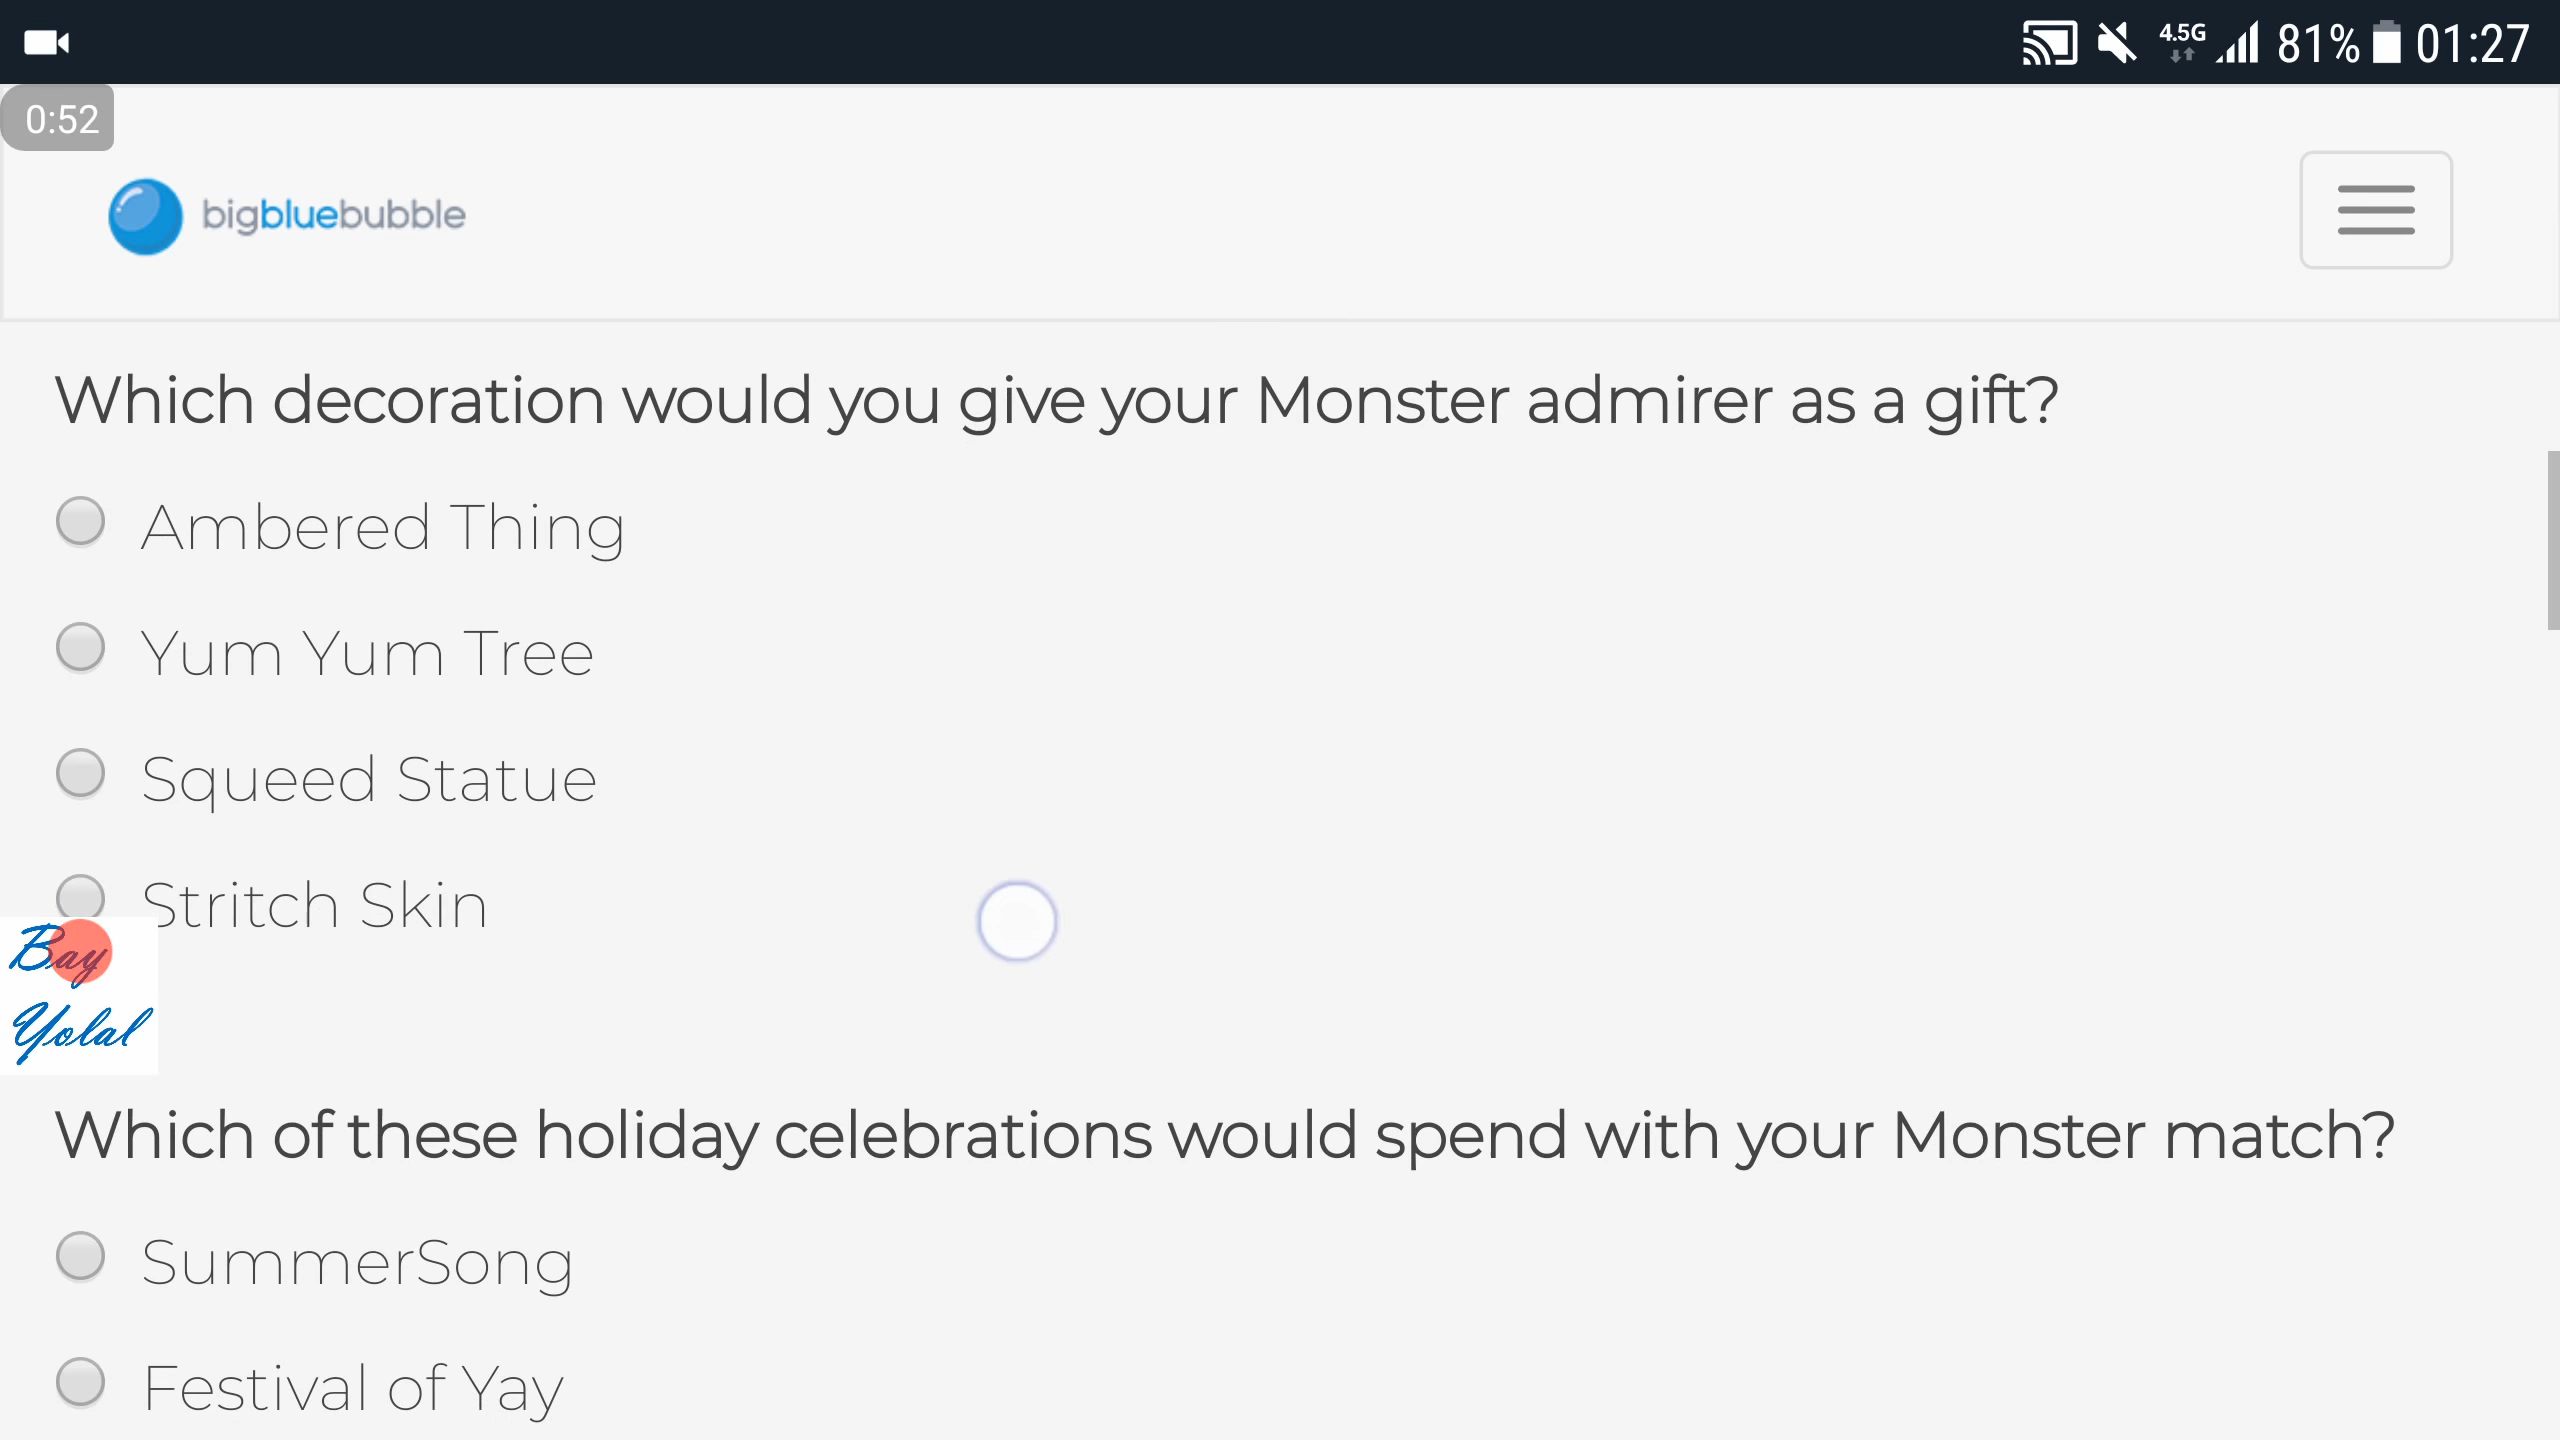 4.5G 81% 01:27
0:52
bigbluebubble
Which decoration would you give your Monster admirer as a gift?
Ambered Thing
Yum Yum Tree
Squeed Statue
Stritch Skin
Bay
Yolal
Which of these holiday celebrations would spend with your Monster match?
SummerSong
Festival of Yay